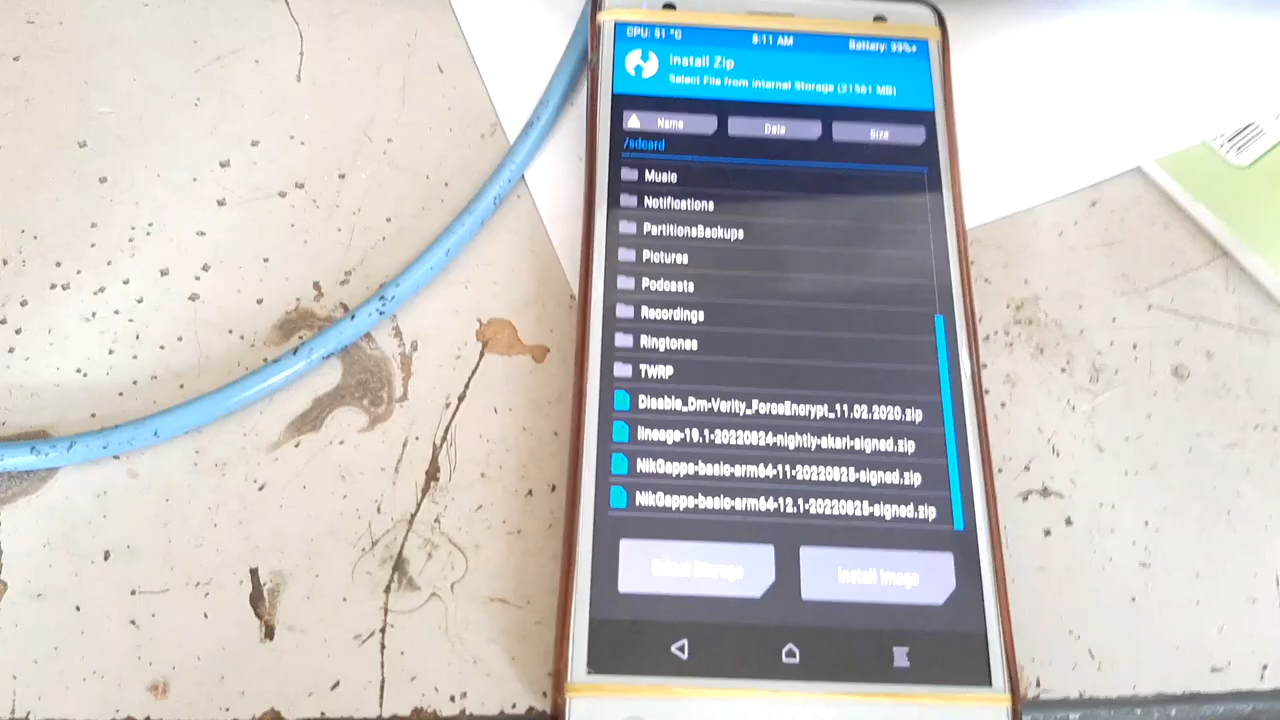 CPU: 51 °C 8:11 AM Battery: 33%+
Install Zip
Select File from Internal Storage (21561 MB)
Name Date Size
/sdcard
Music
Notifications
PartitionsBackups
Pictures
Podcasts
Recordings
Ringtones
TWRP
Disable_Dm-Verity_ForceEncrypt_11.02.2020.zip
lineage-19.1-20220824-nightly-akari-signed.zip
NikGapps-basic-arm64-11-20220825-signed.zip
NikGapps-basic-arm64-12.1-20220825-signed.zip
Select Storage Install Image